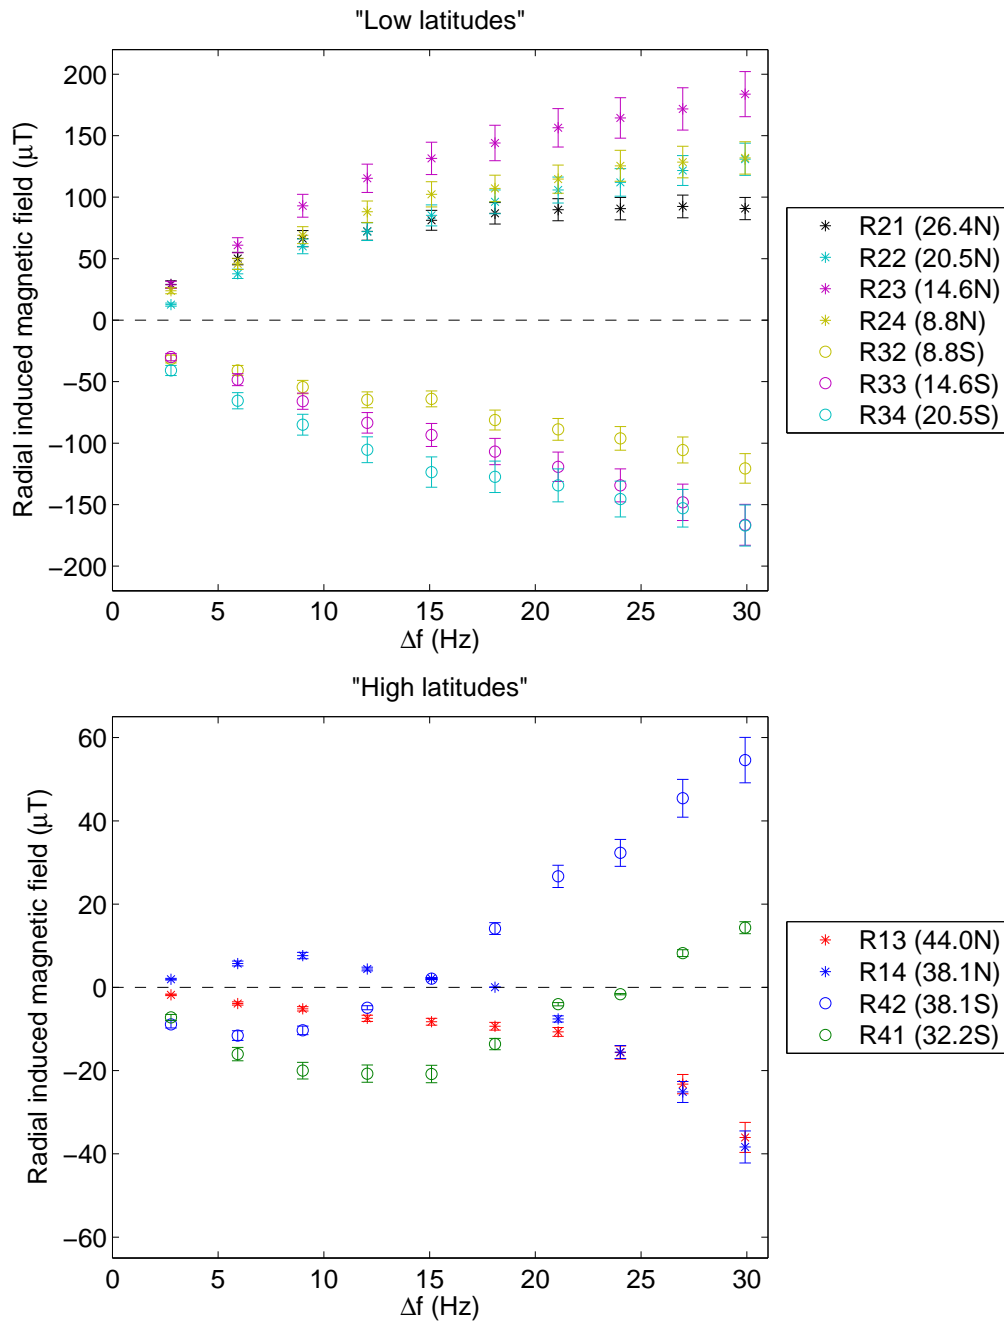 "Low latitudes"
Radial induced magnetic field (μT)
200
150
100
50
0
−50
−100
−150
−200
0 5 10 15 20 25 30
Δf (Hz)
R21 (26.4N)
R22 (20.5N)
R23 (14.6N)
R24 (8.8N)
R32 (8.8S)
R33 (14.6S)
R34 (20.5S)
"High latitudes"
Radial induced magnetic field (μT)
60
40
20
0
−20
−40
−60
0 5 10 15 20 25 30
Δf (Hz)
R13 (44.0N)
R14 (38.1N)
R42 (38.1S)
R41 (32.2S)